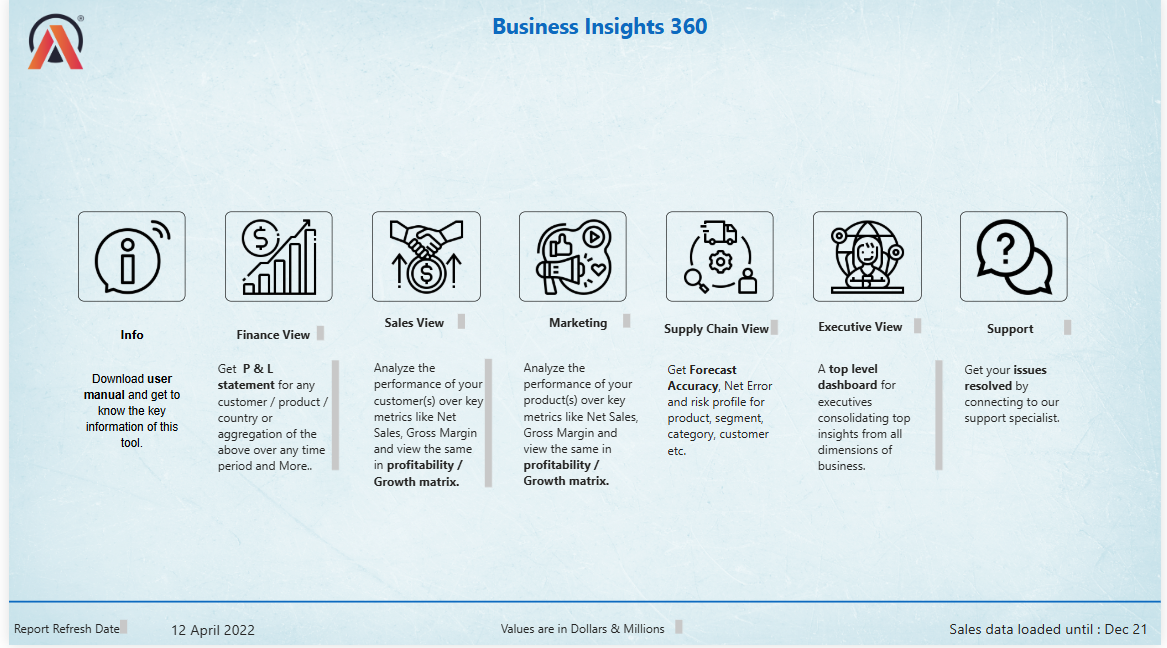 ®
Business Insights 360
Info
Finance View
Sales View
Marketing
Supply Chain View
Executive View
Support
Download user
manual and get to
know the key
information of this
tool.
Get P & L
statement for any
customer / product /
country or
aggregation of the
above over any time
period and More..
Analyze the
performance of your
customer(s) over key
metrics like Net
Sales, Gross Margin
and view the same
in profitability /
Growth matrix.
Analyze the
performance of your
product(s) over key
metrics like Net Sales,
Gross Margin and
view the same in
profitability /
Growth matrix.
Get Forecast
Accuracy, Net Error
and risk profile for
product, segment,
category, customer
etc.
A top level
dashboard for
executives
consolidating top
insights from all
dimensions of
business.
Get your issues
resolved by
connecting to our
support specialist.
Report Refresh Date
12 April 2022
Values are in Dollars & Millions
Sales data loaded until : Dec 21